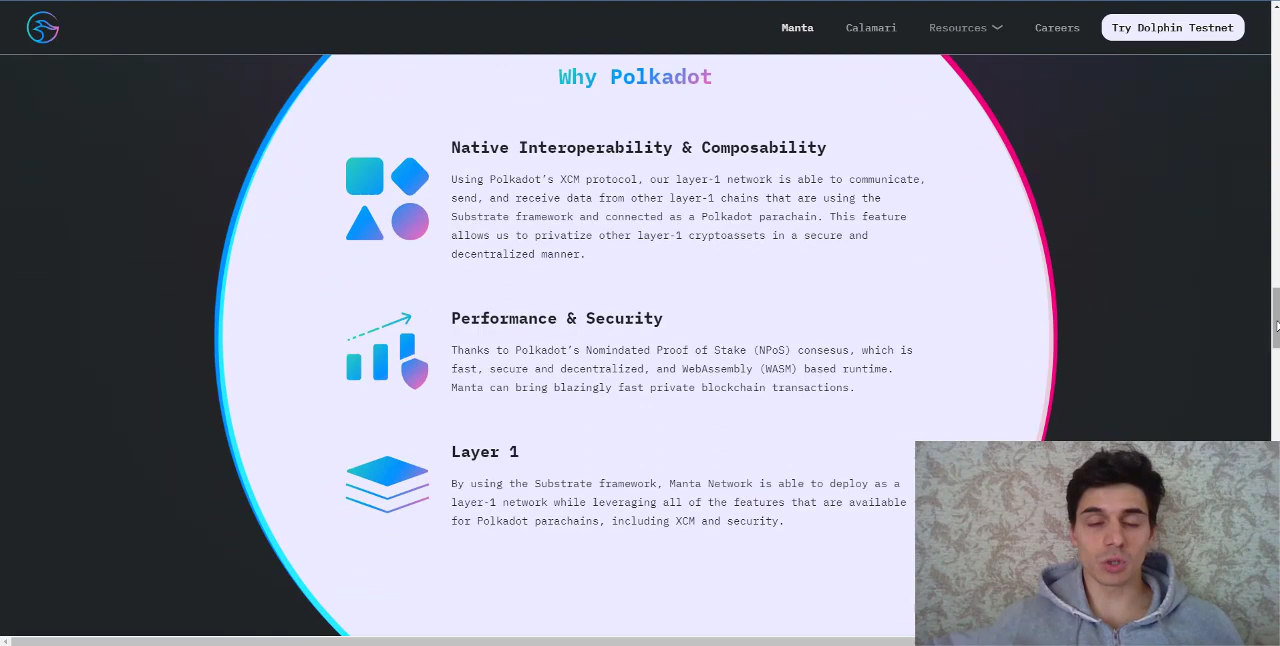 Manta Calamari Resources Careers Try Dolphin Testnet
Why Polkadot
Native Interoperability & Composability
Using Polkadot’s XCM protocol, our layer-1 network is able to communicate,
send, and receive data from other layer-1 chains that are using the
Substrate framework and connected as a Polkadot parachain. This feature
allows us to privatize other layer-1 cryptoassets in a secure and
decentralized manner.
Performance & Security
Thanks to Polkadot’s Nomindated Proof of Stake (NPoS) consesus, which is
fast, secure and decentralized, and WebAssembly (WASM) based runtime.
Manta can bring blazingly fast private blockchain transactions.
Layer 1
By using the Substrate framework, Manta Network is able to deploy as a
layer-1 network while leveraging all of the features that are available
for Polkadot parachains, including XCM and security.